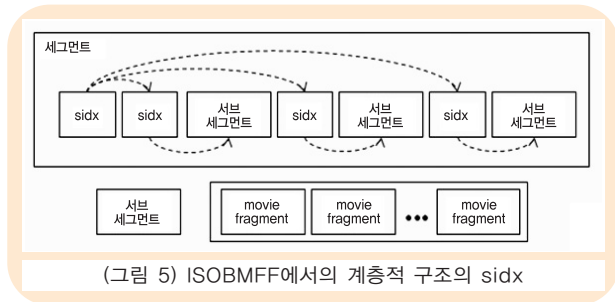 세그먼트
sidx
sidx
서브
세그먼트
sidx
서브
세그먼트
sidx
서브
세그먼트
서브
세그먼트
movie
fragment
movie
fragment
•••
movie
fragment
(그림 5) ISOBMFF에서의 계층적 구조의 sidx